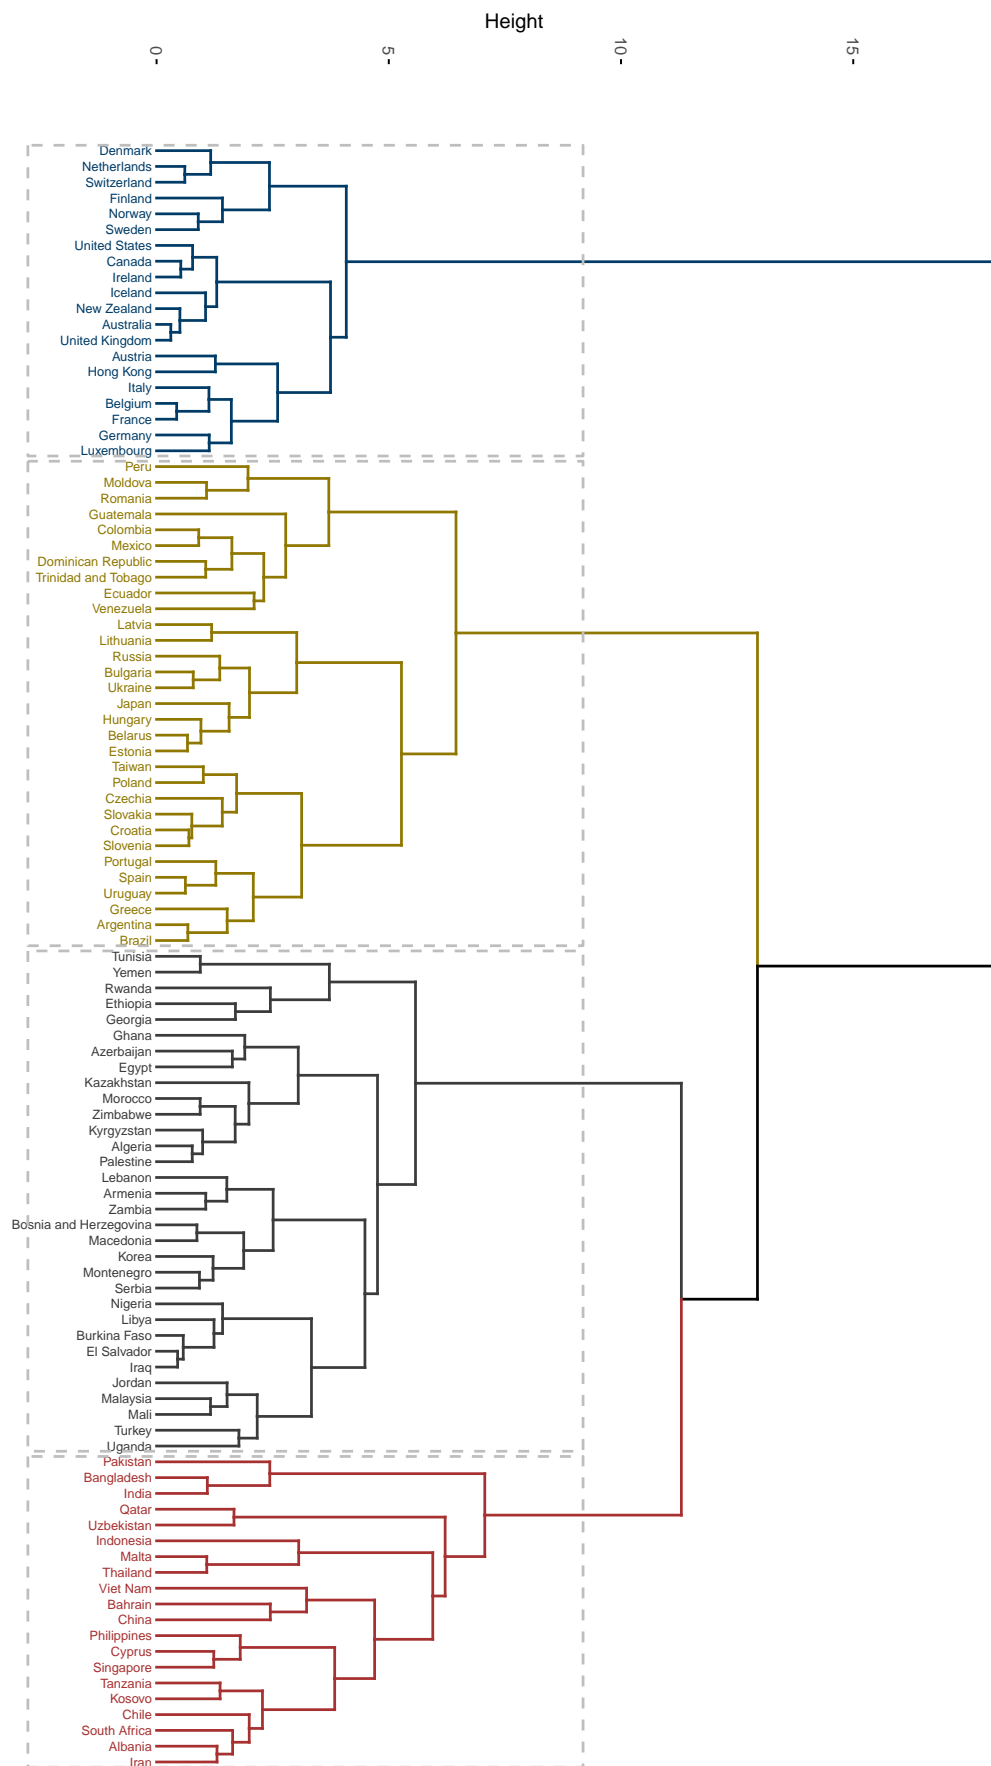 Height
0
5
10
15
Denmark
Netherlands
Switzerland
Finland
Norway
Sweden
United States
Canada
Ireland
Iceland
New Zealand
Australia
United Kingdom
Austria
Hong Kong
Italy
Belgium
France
Germany
Luxembourg
Peru
Moldova
Romania
Guatemala
Colombia
Mexico
Dominican Republic
Trinidad and Tobago
Ecuador
Venezuela
Latvia
Lithuania
Russia
Bulgaria
Ukraine
Japan
Hungary
Belarus
Estonia
Taiwan
Poland
Czechia
Slovakia
Croatia
Slovenia
Portugal
Spain
Uruguay
Greece
Argentina
Brazil
Tunisia
Yemen
Rwanda
Ethiopia
Georgia
Ghana
Azerbaijan
Egypt
Kazakhstan
Morocco
Zimbabwe
Kyrgyzstan
Algeria
Palestine
Lebanon
Armenia
Zambia
Bosnia and Herzegovina
Macedonia
Korea
Montenegro
Serbia
Nigeria
Libya
Burkina Faso
El Salvador
Iraq
Jordan
Malaysia
Mali
Turkey
Uganda
Pakistan
Bangladesh
India
Qatar
Uzbekistan
Indonesia
Malta
Thailand
Viet Nam
Bahrain
China
Philippines
Cyprus
Singapore
Tanzania
Kosovo
Chile
South Africa
Albania
Iran